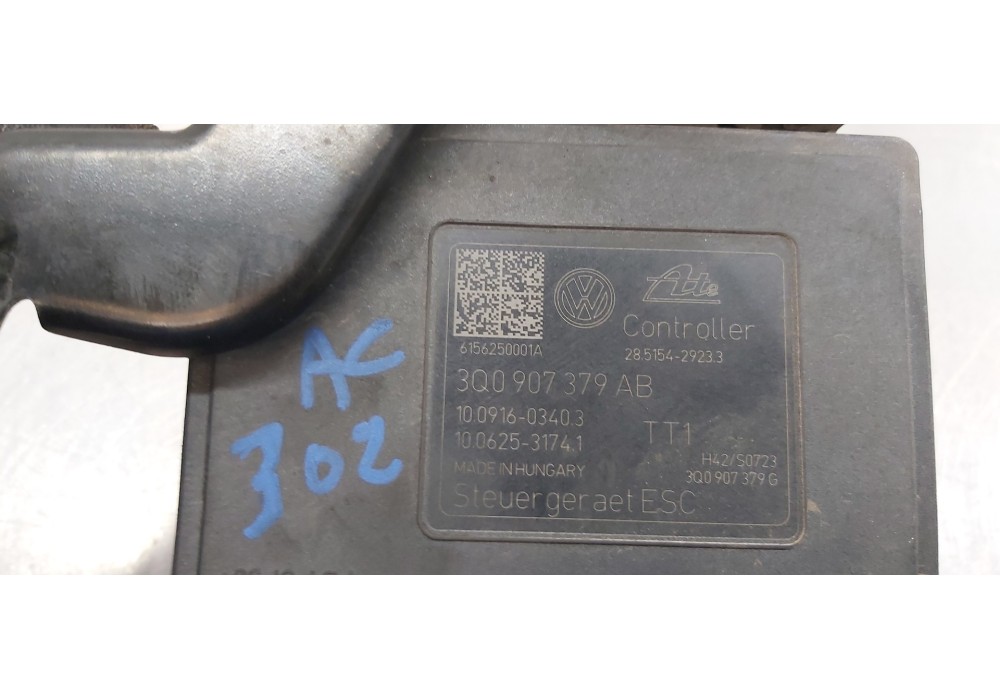 Ate
Controller
6156250001A
28.5154-2923.3
3Q0 907 379 AB
10.0916-0340.3
10.0625-3174.1
TT1
MADE IN HUNGARY
H42/S0723
3Q0 907 379 G
Steuergeraet ESC
AC
302